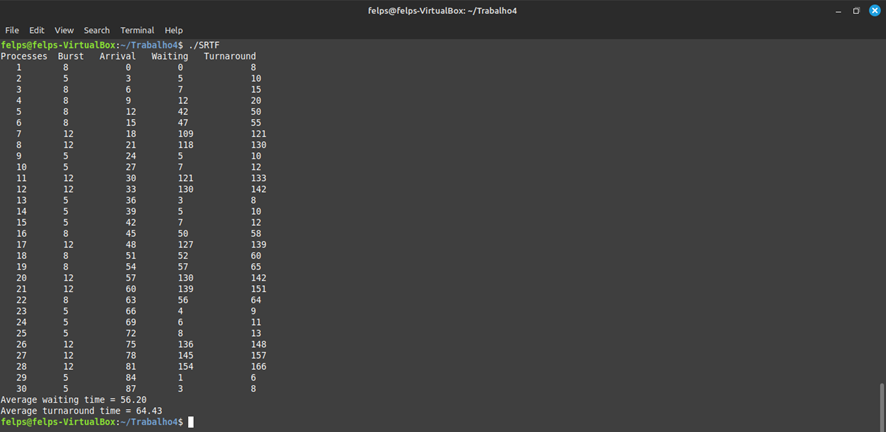 felps@felps-VirtualBox: ~/Trabalho4
File Edit View Search Terminal Help
felps@felps-VirtualBox:~/Trabalho4$ ./SRTF
Processes Burst Arrival Waiting Turnaround
1 8 0 0 8
2 5 3 5 10
3 8 6 7 15
4 8 9 12 20
5 8 12 42 50
6 8 15 47 55
7 12 18 109 121
8 12 21 118 130
9 5 24 5 10
10 5 27 7 12
11 12 30 121 133
12 12 33 130 142
13 5 36 3 8
14 5 39 5 10
15 5 42 7 12
16 8 45 50 58
17 12 48 127 139
18 8 51 52 60
19 8 54 57 65
20 12 57 130 142
21 12 60 139 151
22 8 63 56 64
23 5 66 4 9
24 5 69 6 11
25 5 72 8 13
26 12 75 136 148
27 12 78 145 157
28 12 81 154 166
29 5 84 1 6
30 5 87 3 8
Average waiting time = 56.20
Average turnaround time = 64.43
felps@felps-VirtualBox:~/Trabalho4$